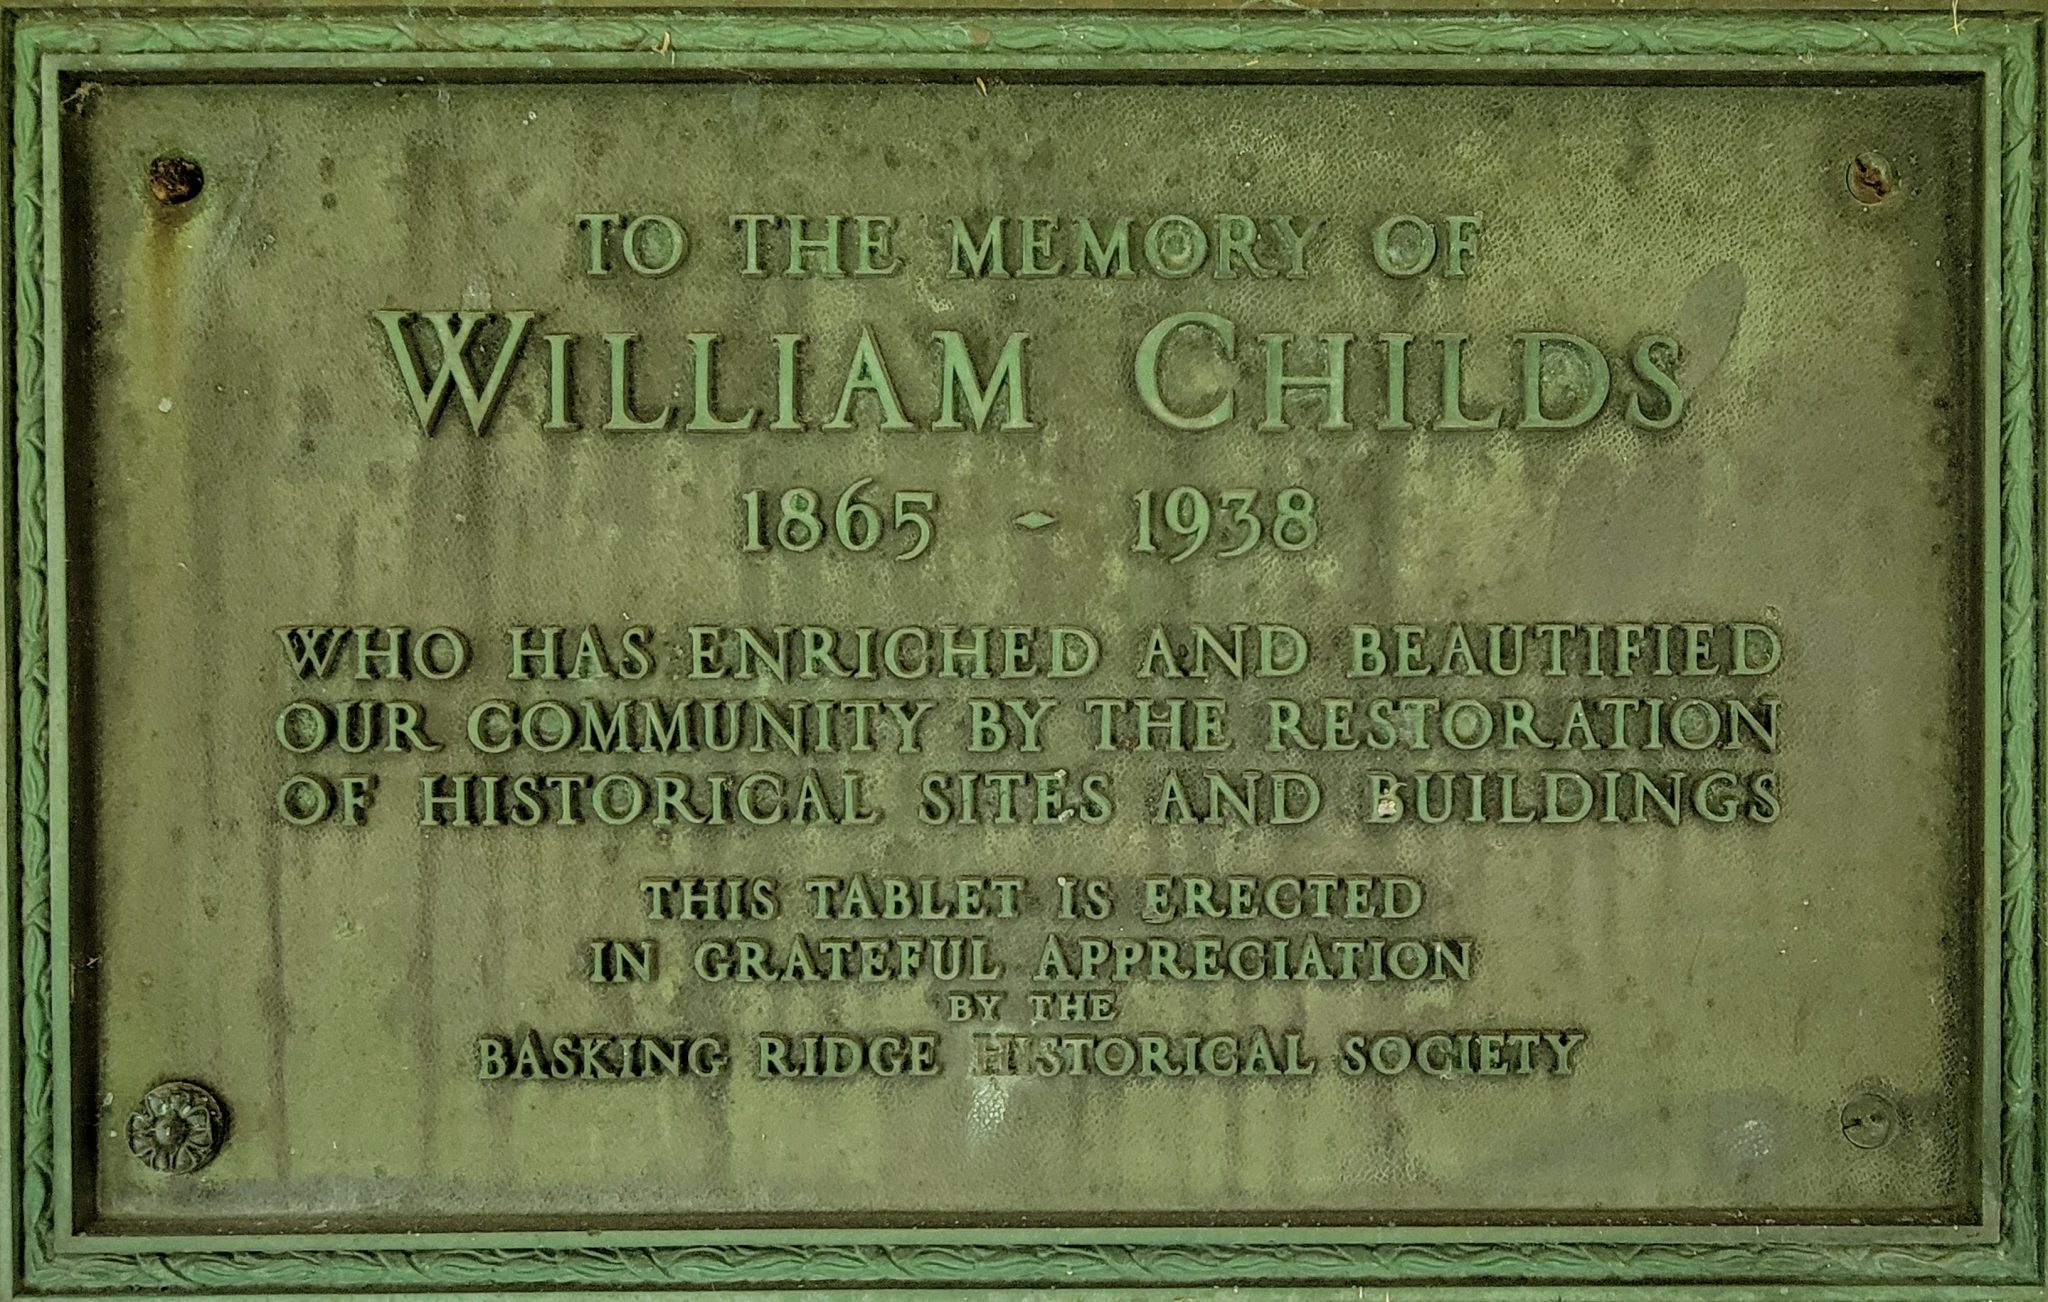 TO THE MEMORY OF
WILLIAM CHILDS
1865 - 1938
WHO HAS ENRICHED AND BEAUTIFIED
OUR COMMUNITY BY THE RESTORATION
OF HISTORICAL SITES AND BUILDINGS
THIS TABLET IS ERECTED
IN GRATEFUL APPRECIATION
BY THE
BASKING RIDGE HISTORICAL SOCIETY